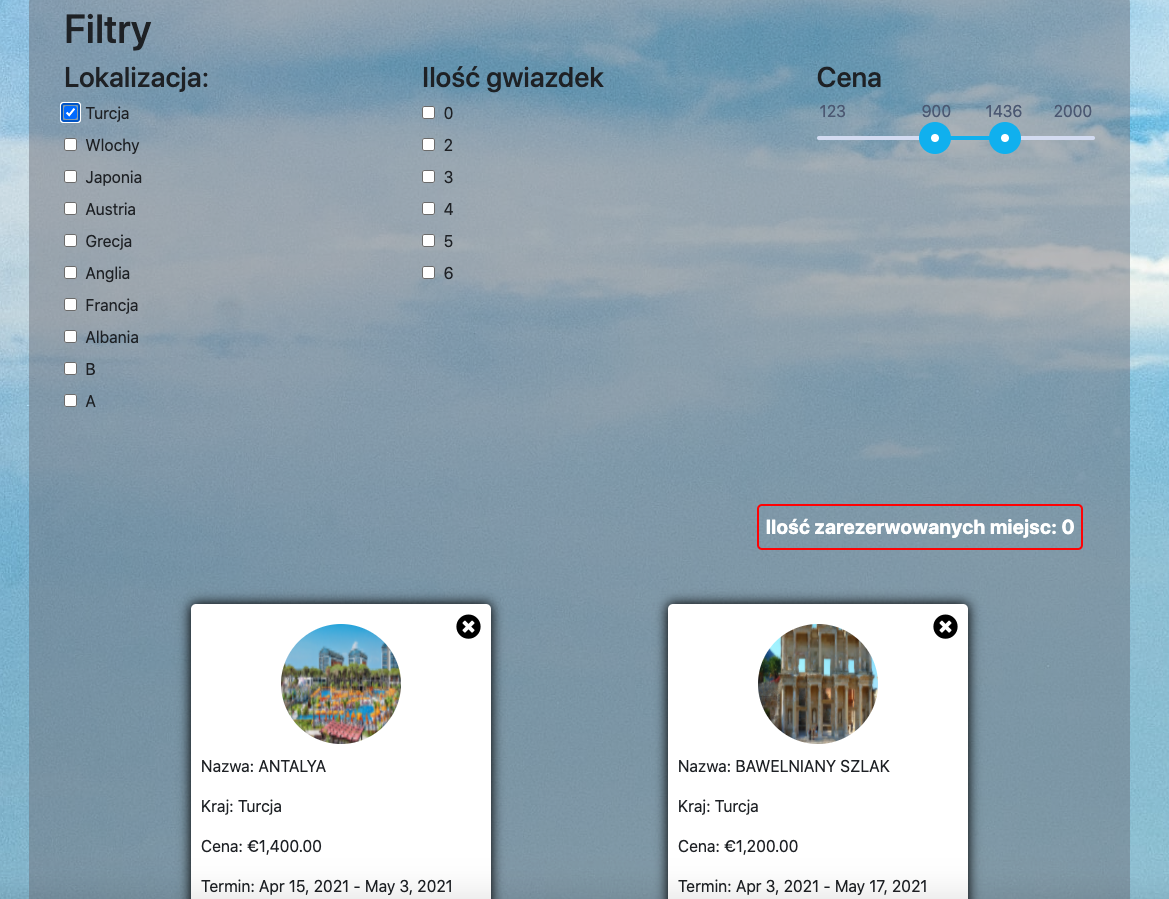 Filtry
Lokalizacja:
Turcja
Wlochy
Japonia
Austria
Grecja
Anglia
Francja
Albania
B
A
Ilość gwiazdek
0
2
3
4
5
6
Cena
123 900 1436 2000
Ilość zarezerwowanych miejsc: 0
Nazwa: ANTALYA
Kraj: Turcja
Cena: €1,400.00
Termin: Apr 15, 2021 - May 3, 2021
Nazwa: BAWELNIANY SZLAK
Kraj: Turcja
Cena: €1,200.00
Termin: Apr 3, 2021 - May 17, 2021